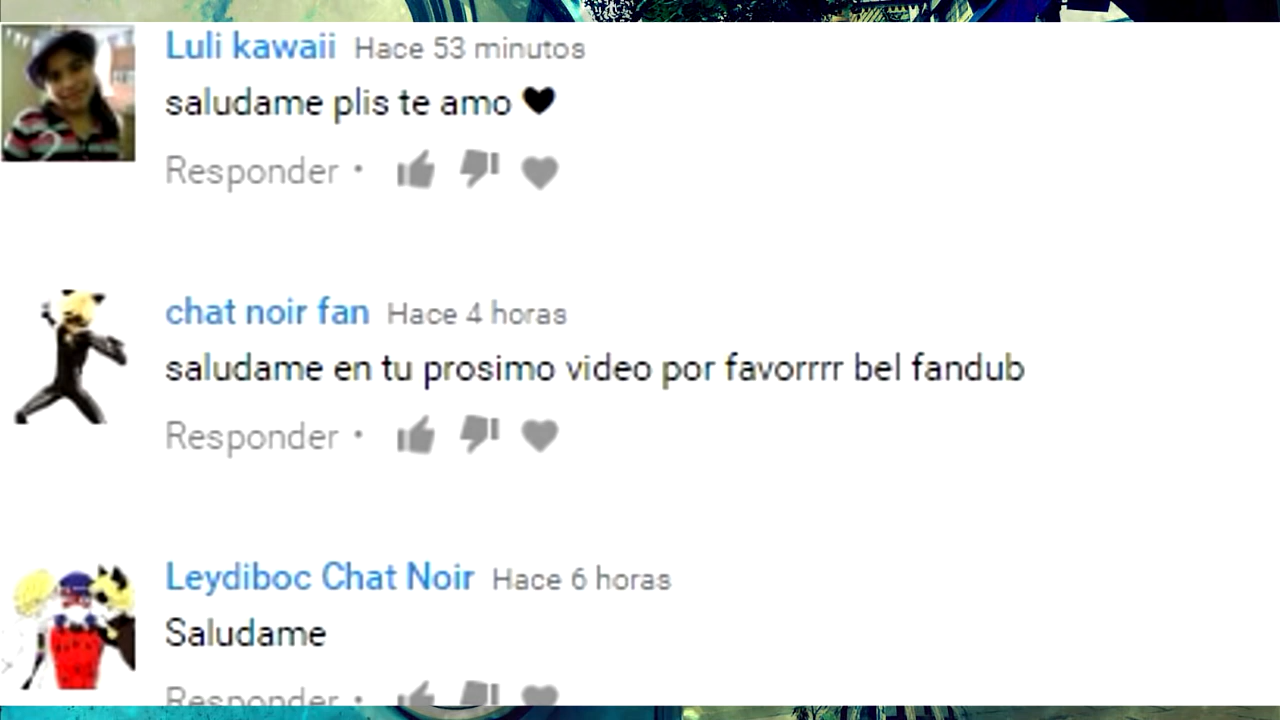 Luli kawaii Hace 53 minutos
saludame plis te amo ♥
Responder •
chat noir fan Hace 4 horas
saludame en tu prosimo video por favorrrr bel fandub
Responder •
Leydiboc Chat Noir Hace 6 horas
Saludame
Responder •